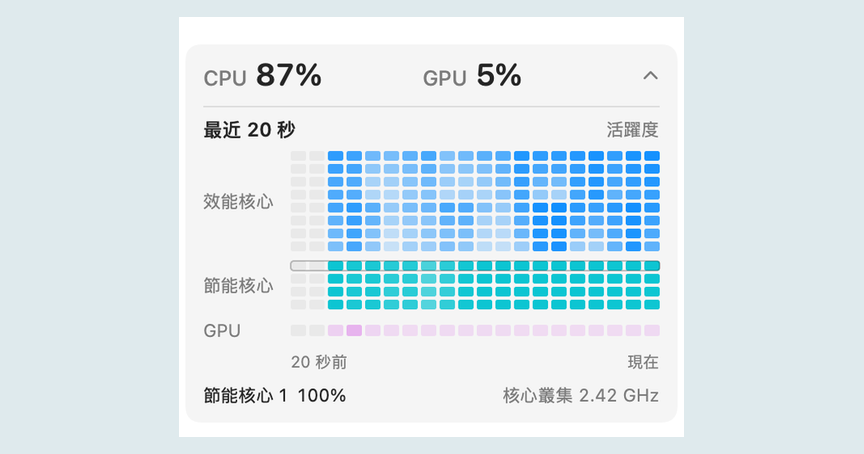 CPU 87% GPU 5%
最近 20 秒 活躍度
效能核心
節能核心
GPU
20 秒前 現在
節能核心 1 100% 核心叢集 2.42 GHz